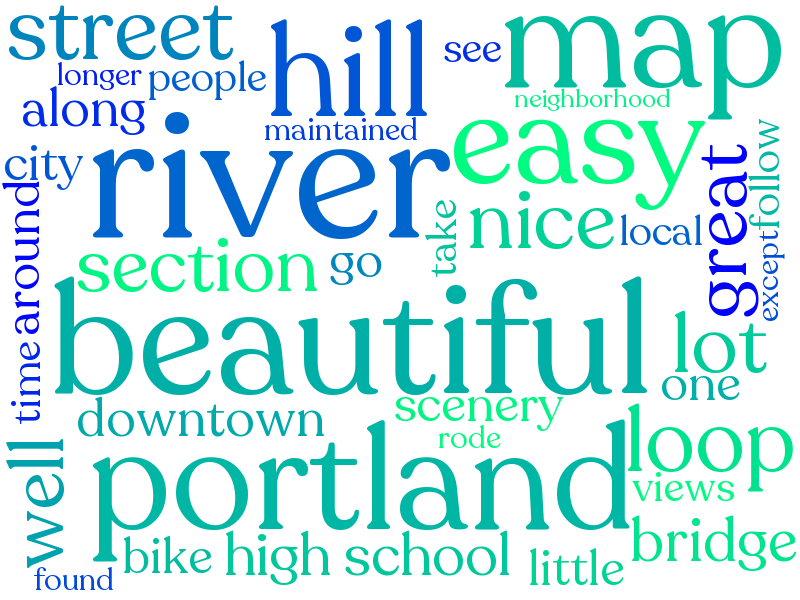 street
hill
see
map
longer
people
neighborhood
along
maintained
easy
city
river
great
follow
take
nice
local
except
around
section
go
beautiful
lot
time
one
downtown
scenery
rode
portland
loop
well
views
bike
high school
little
bridge
found